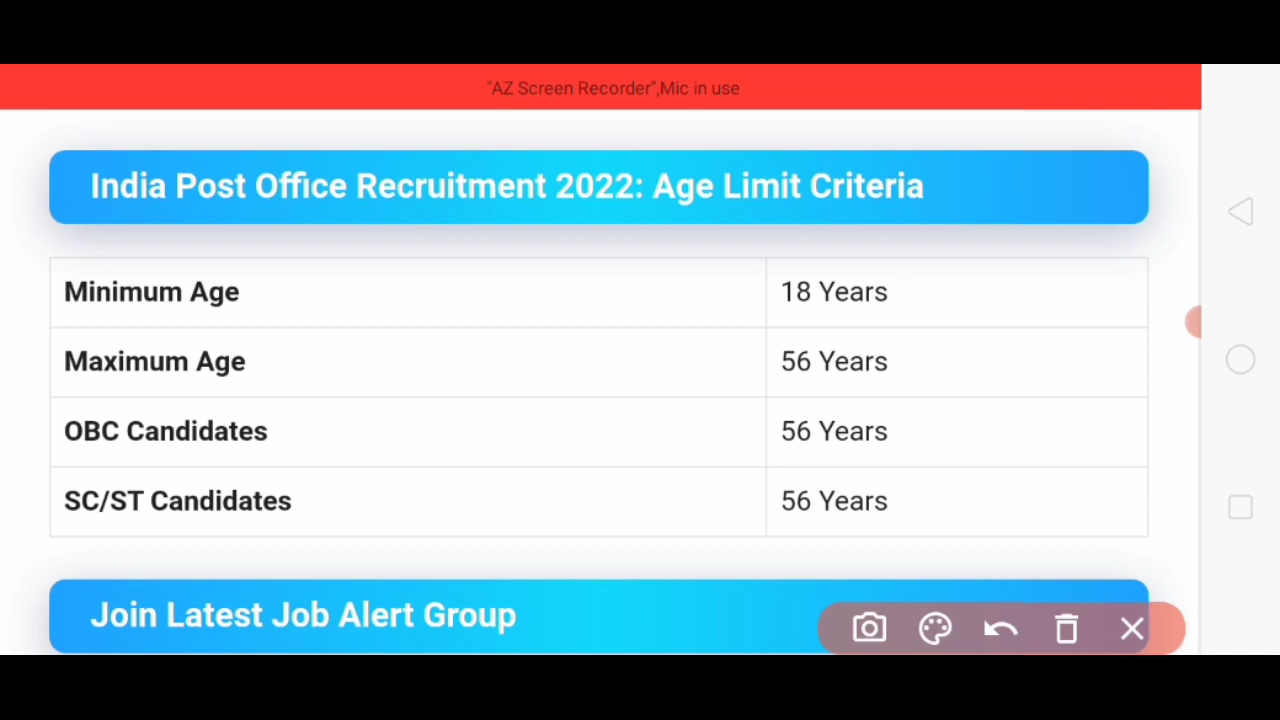 "AZ Screen Recorder",Mic in use
India Post Office Recruitment 2022: Age Limit Criteria
Minimum Age 18 Years
Maximum Age 56 Years
OBC Candidates 56 Years
SC/ST Candidates 56 Years
Join Latest Job Alert Group